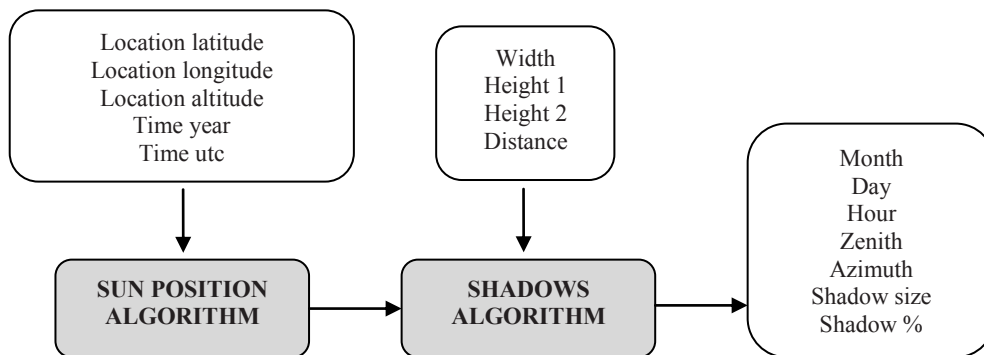 Location latitude
Location longitude
Location altitude
Time year
Time utc
Width
Height 1
Height 2
Distance
SUN POSITION
ALGORITHM
SHADOWS
ALGORITHM
Month
Day
Hour
Zenith
Azimuth
Shadow size
Shadow %